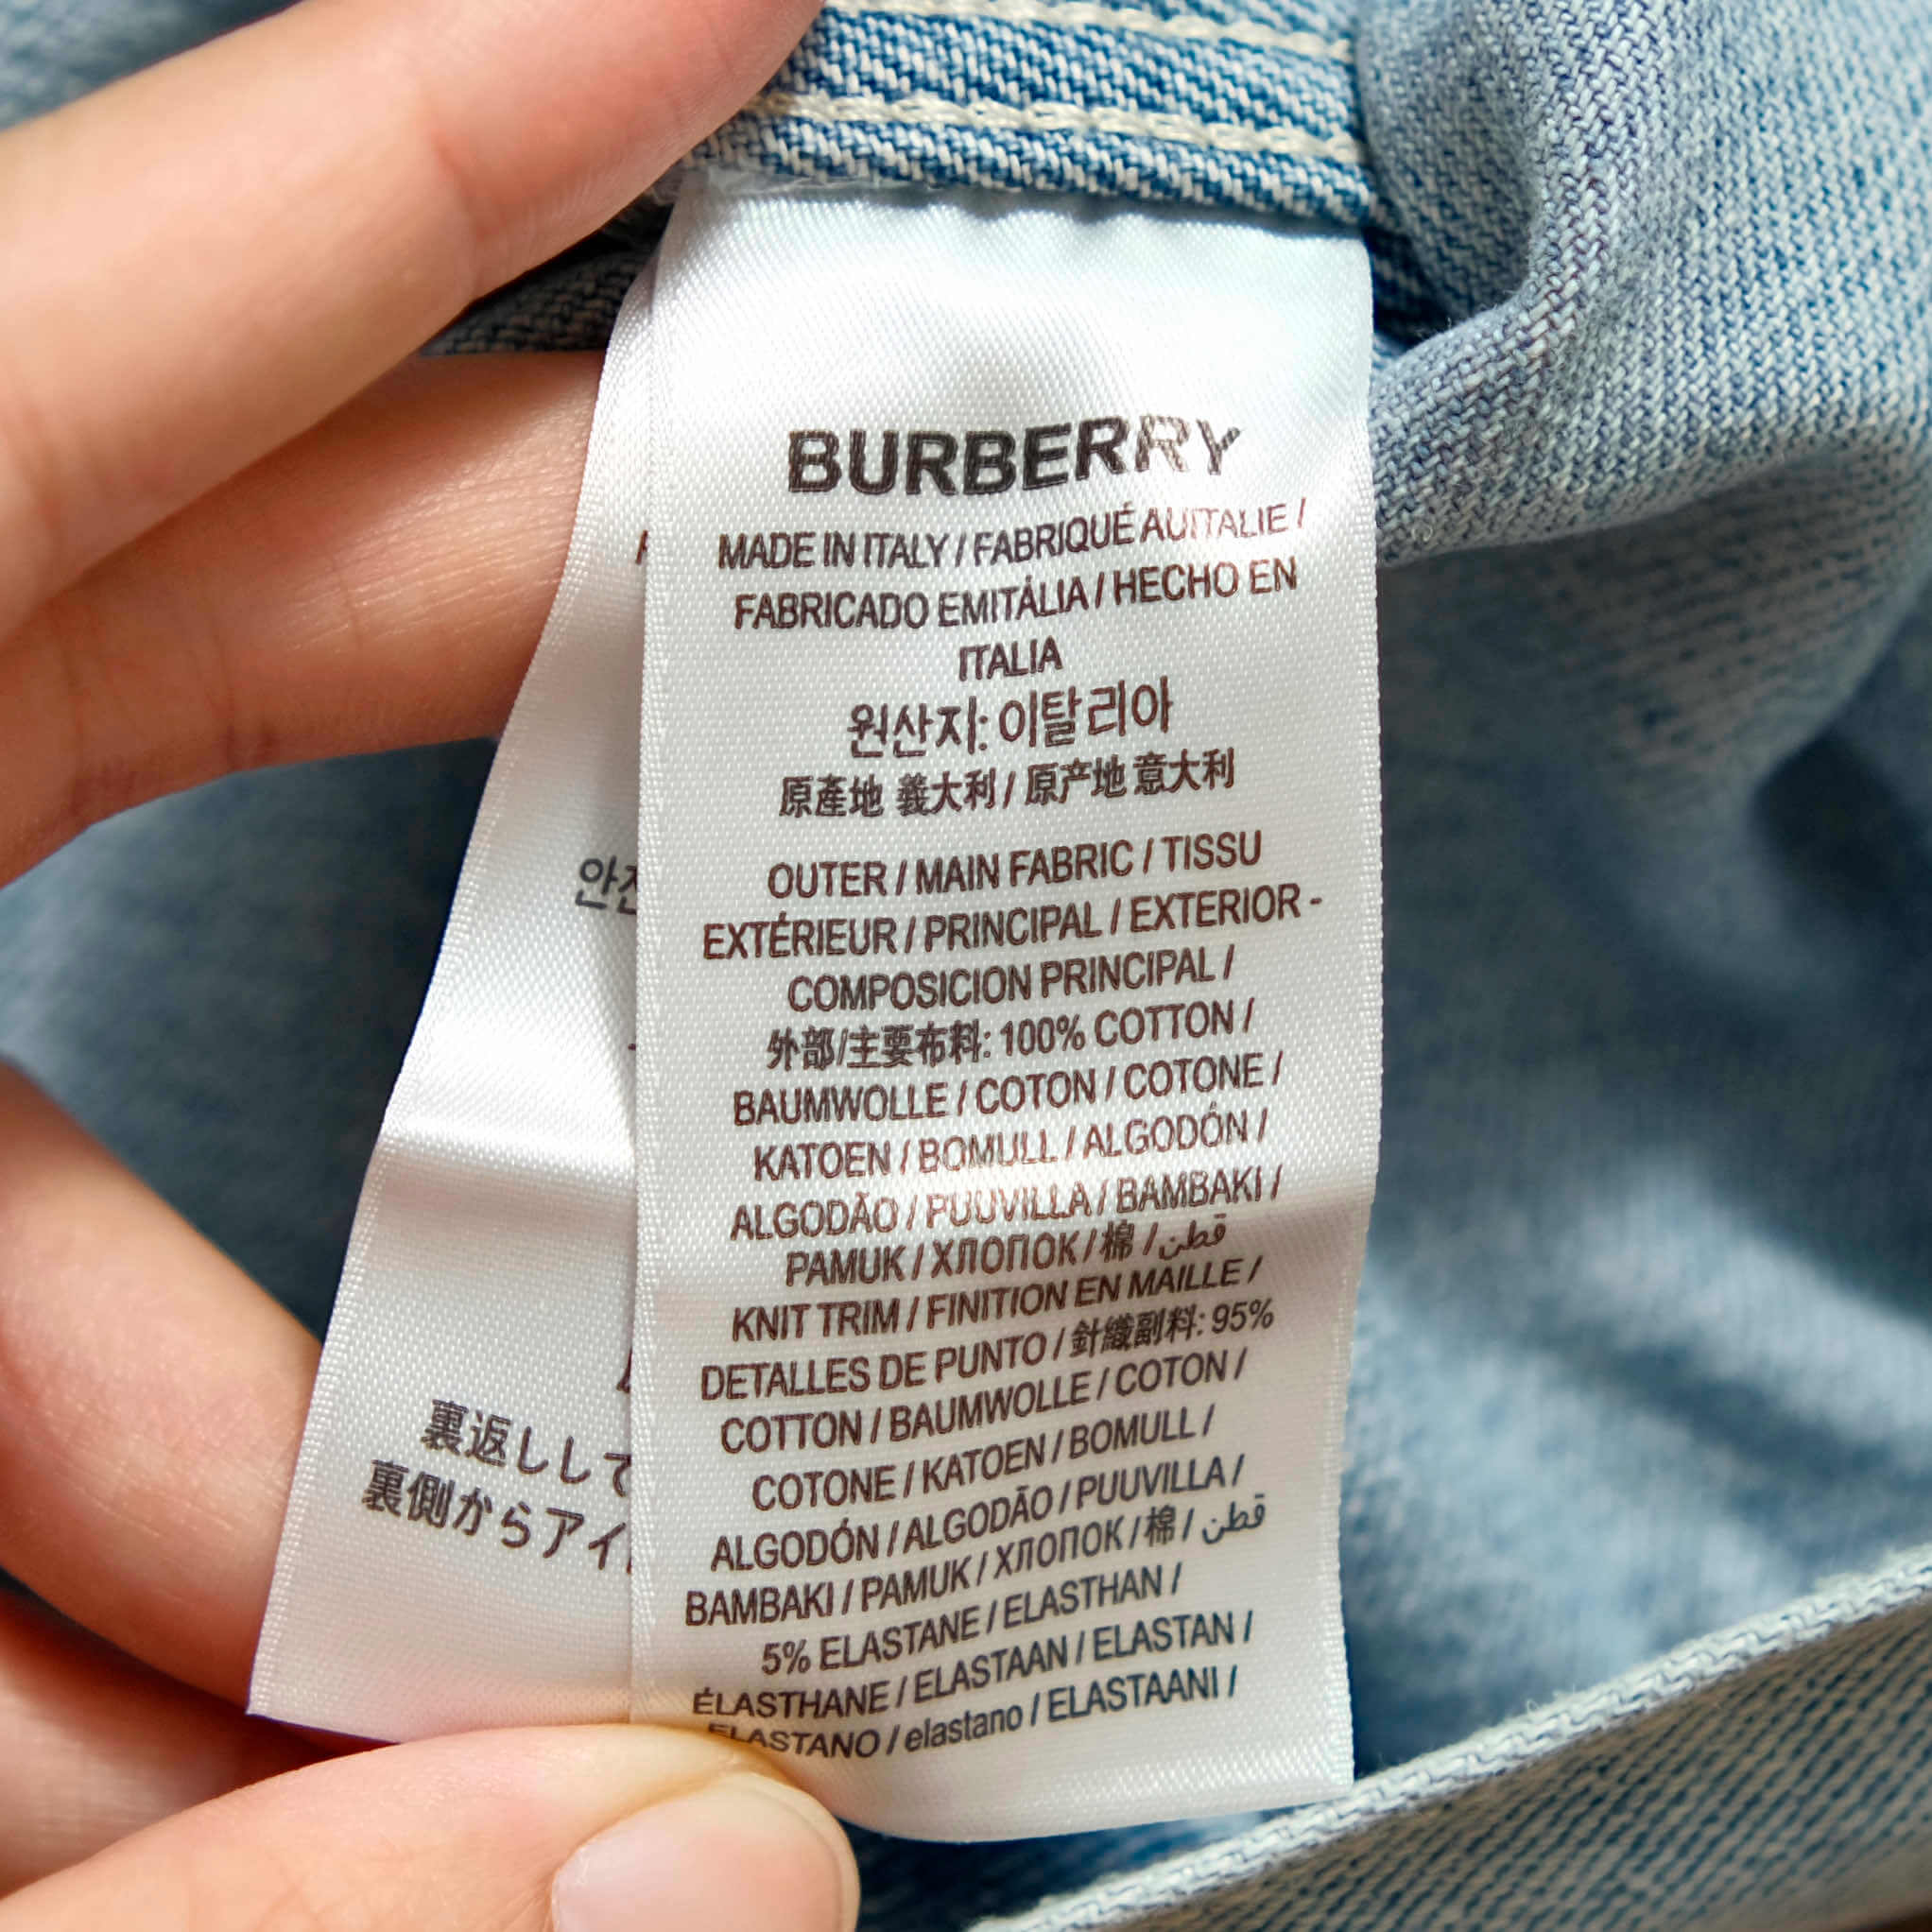 BURBERRY
MADE IN ITALY / FABRIQUÉ AUITALIE /
FABRICADO EMITÁLIA / HECHO EN
ITALIA
원산지: 이탈리아
原產地 義大利 / 原产地 意大利
OUTER / MAIN FABRIC / TISSU
EXTÉRIEUR / PRINCIPAL / EXTERIOR -
COMPOSICION PRINCIPAL /
外部/主要布料: 100% COTTON /
BAUMWOLLE / COTON / COTONE /
KATOEN / BOMULL / ALGODÓN /
ALGODÃO / PUUVILLA / BAMBAKI /
PAMUK / ХЛОПОК / 棉 / قطن
KNIT TRIM / FINITION EN MAILLE /
DETALLES DE PUNTO / 針織副料: 95%
COTTON / BAUMWOLLE / COTON /
COTONE / KATOEN / BOMULL /
ALGODÓN / ALGODÃO / PUUVILLA /
BAMBAKI / PAMUK / ХЛОПОК / 棉 / قطن
5% ELASTANE / ELASTHAN /
ÉLASTHANE / ELASTAAN / ELASTAN /
ELASTANO / elastano / ELASTAANI /
裏返しして
裏側からアイ